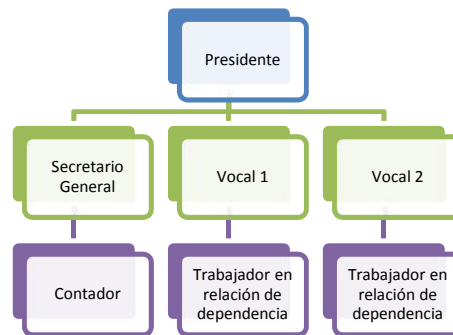 Presidente
Secretario
General
Vocal 1
Vocal 2
Contador
Trabajador en
relación de
dependencia
Trabajador en
relación de
dependencia